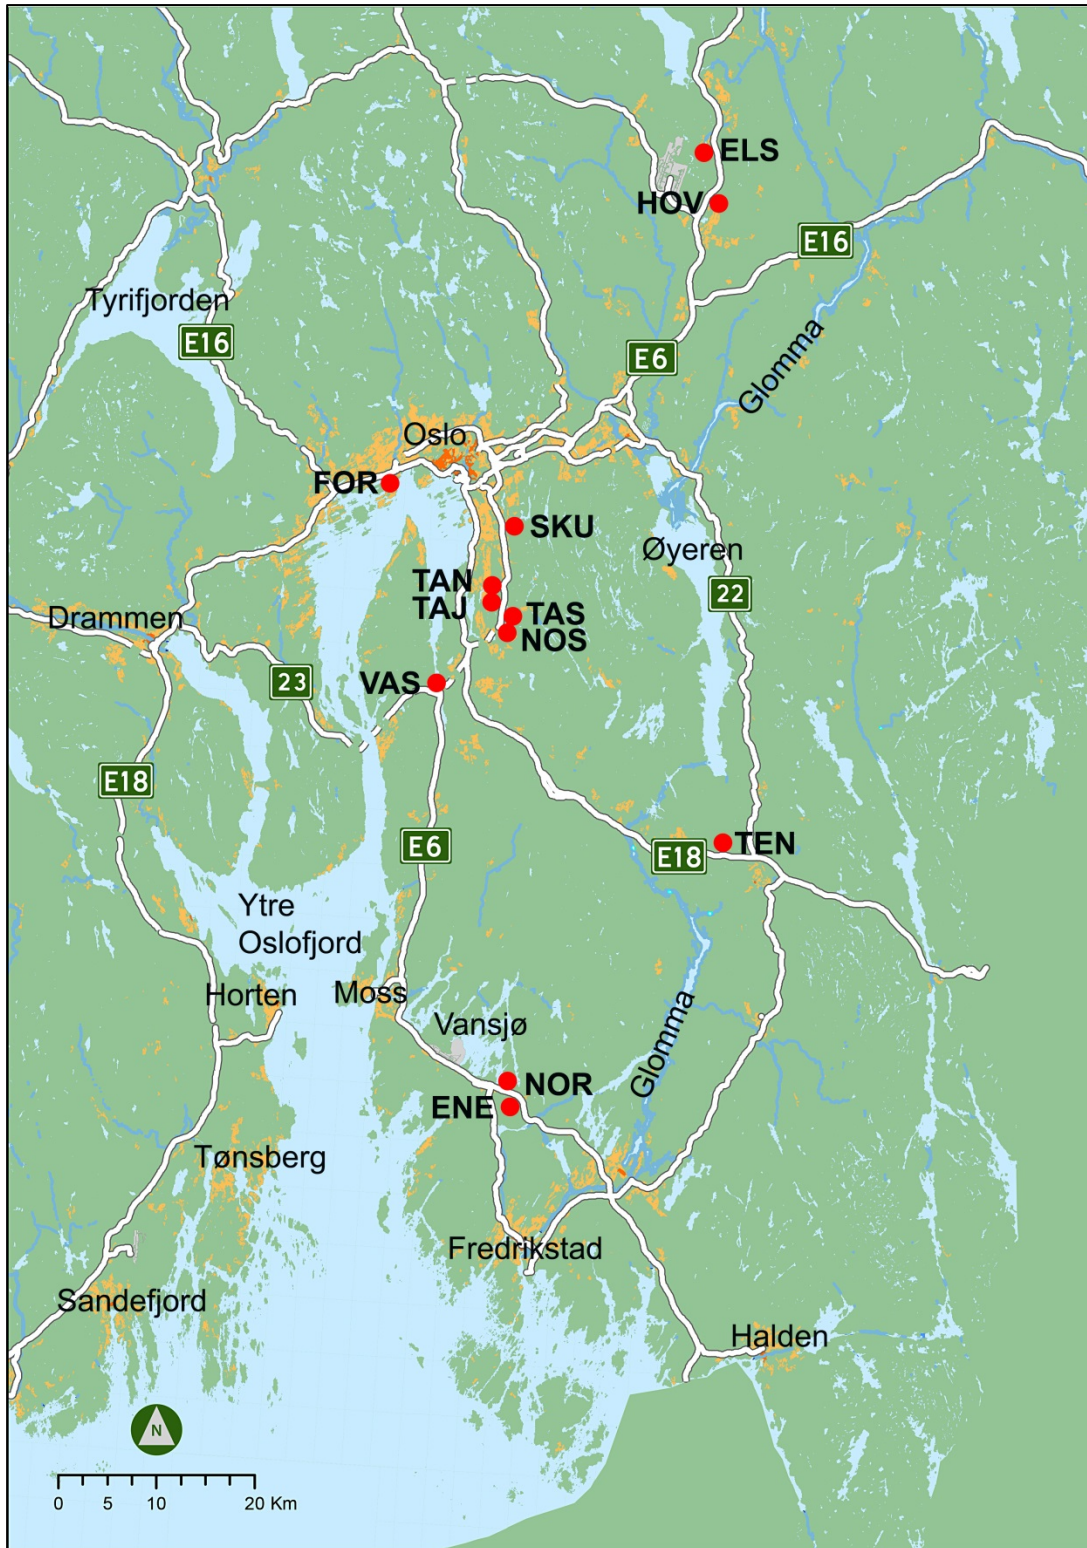 ELS
HOV
E16
Tyrifjorden
E16
E6
Glomma
Oslo
FOR
SKU
Øyeren
TAN
TAJ
22
TAS
Drammen
NOS
23
VAS
E18
E6
E18
TEN
Ytre
Oslofjord
Horten
Moss
Vansjø
Glomma
NOR
ENE
Tønsberg
Fredrikstad
Sandefjord
Halden
N
0 5 10 20 Km